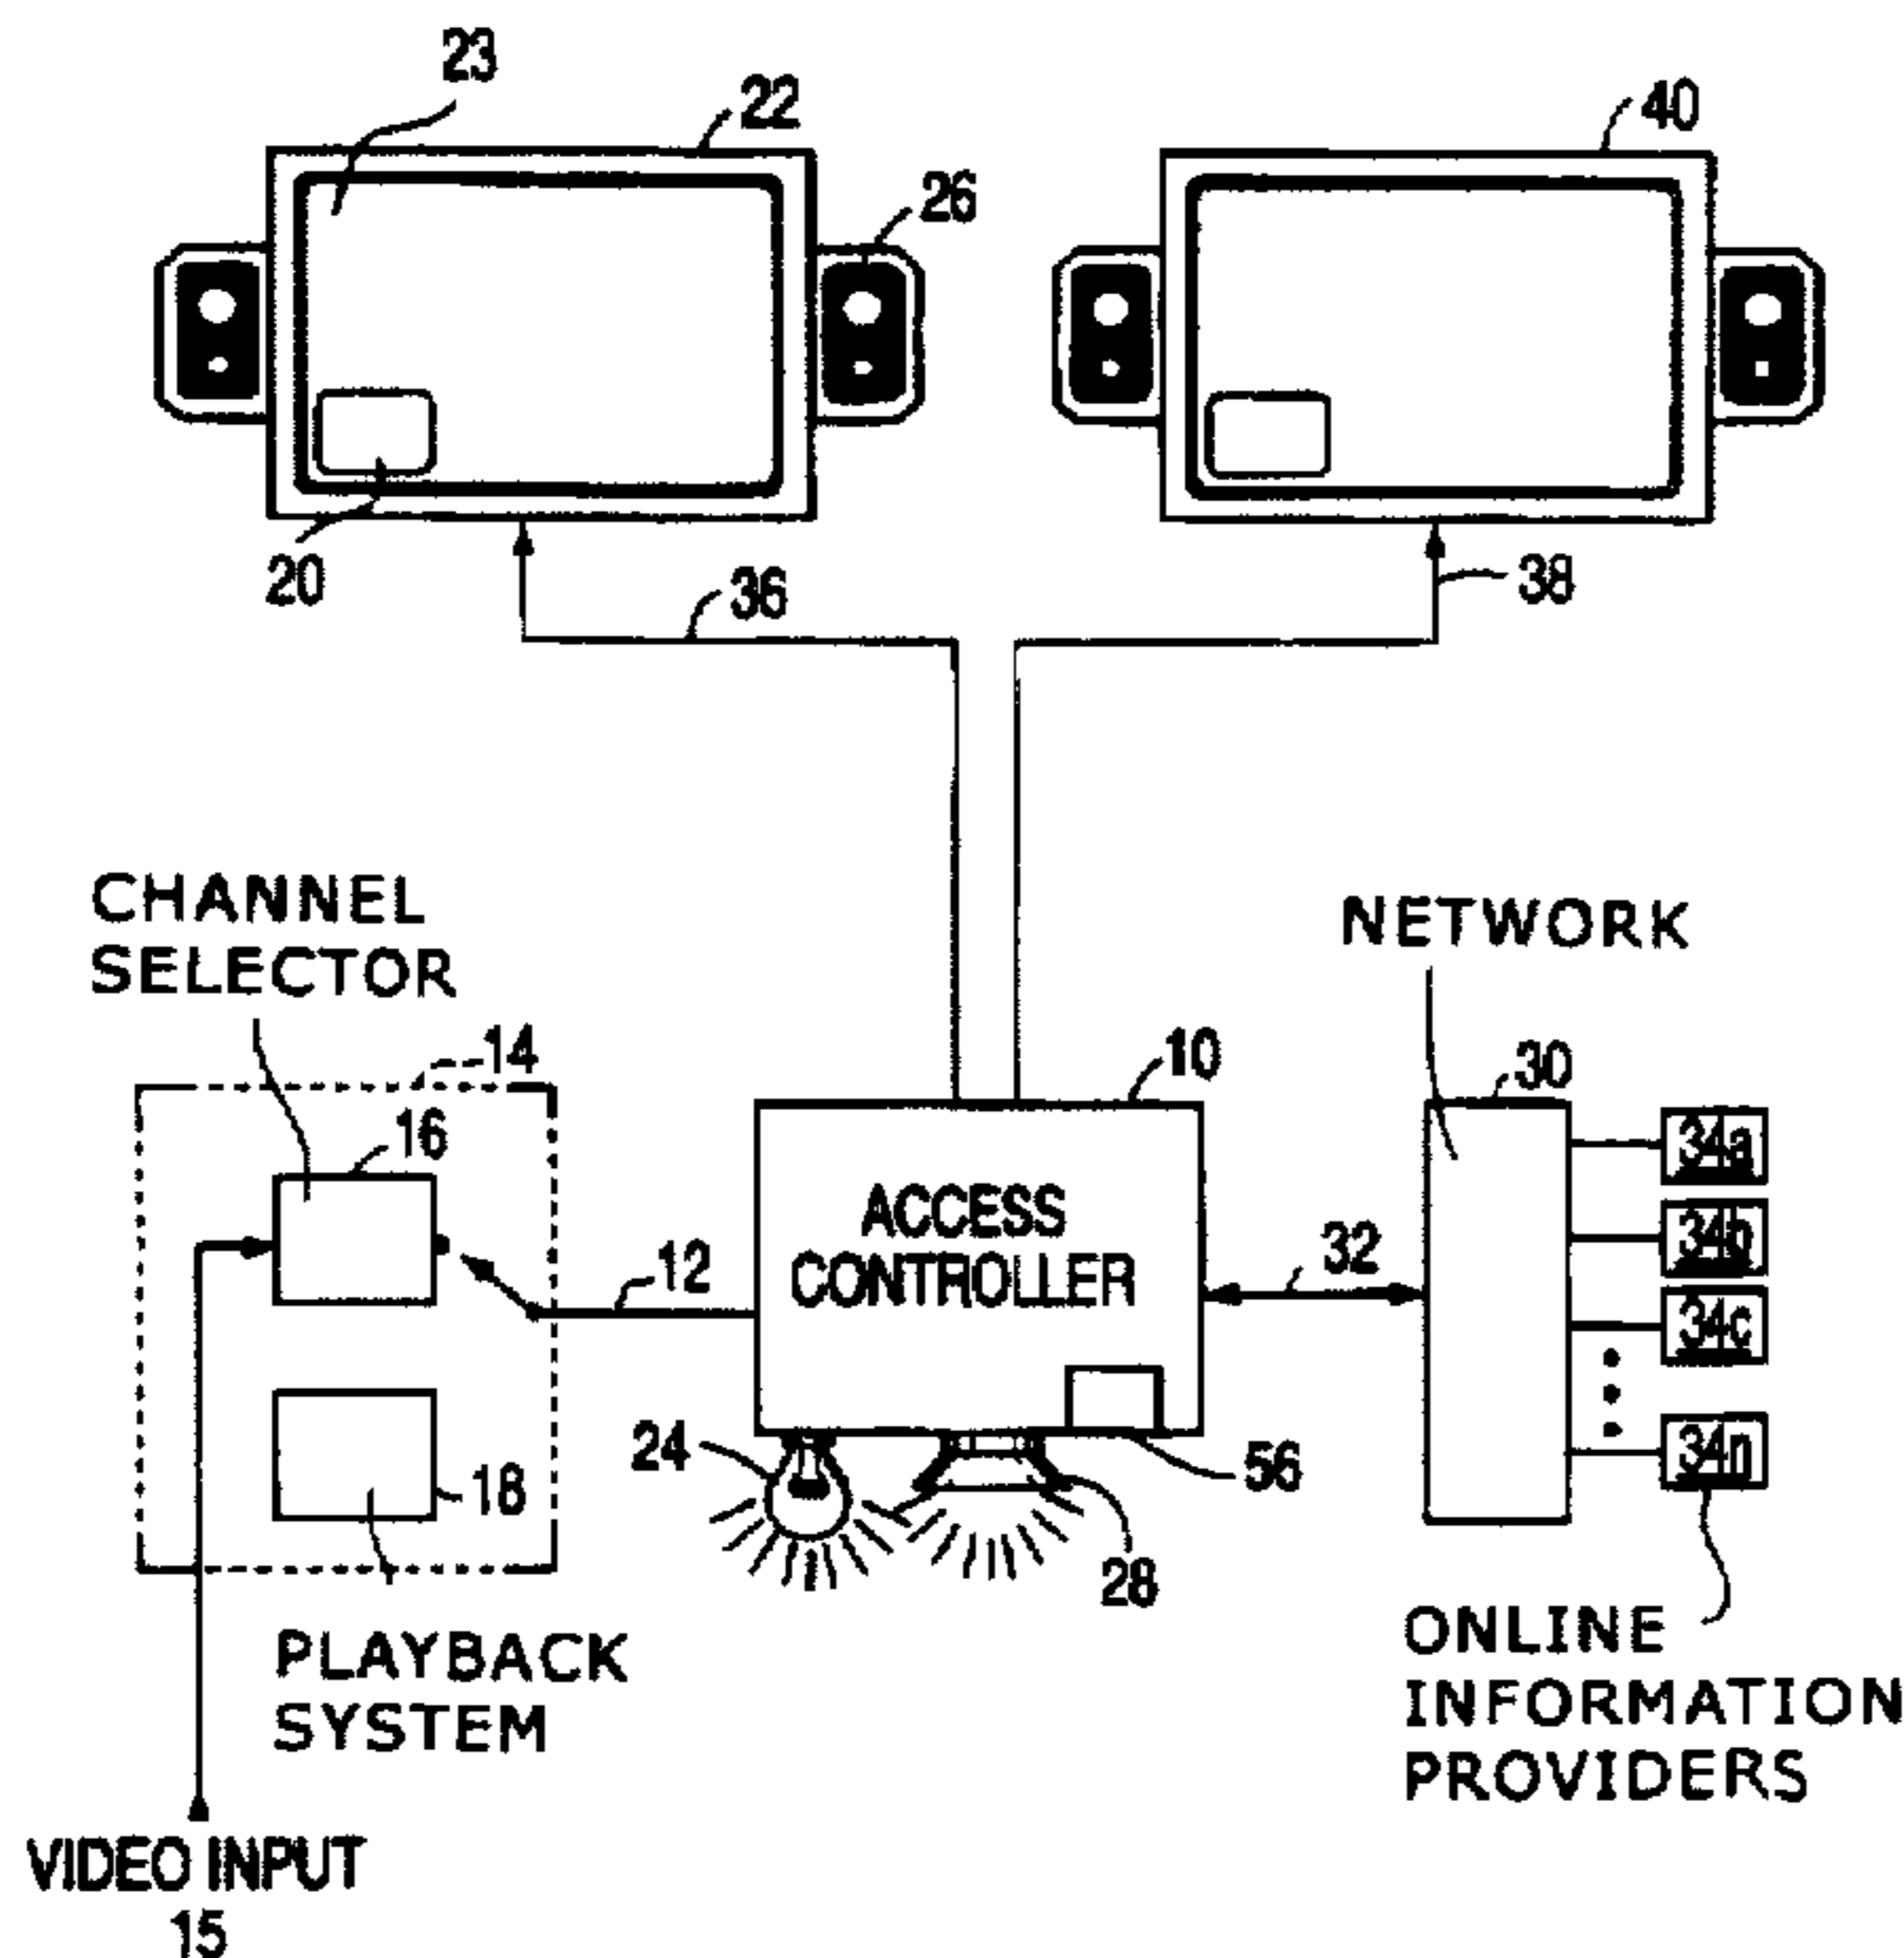 23
22
40
26
20
36
38
CHANNEL
SELECTOR
NETWORK
14
10
30
16
34a
ACCESS
CONTROLLER
34b
12
32
34c
24
18
56
34n
28
PLAYBACK
SYSTEM
ONLINE
INFORMATION
PROVIDERS
VIDEO INPUT
15